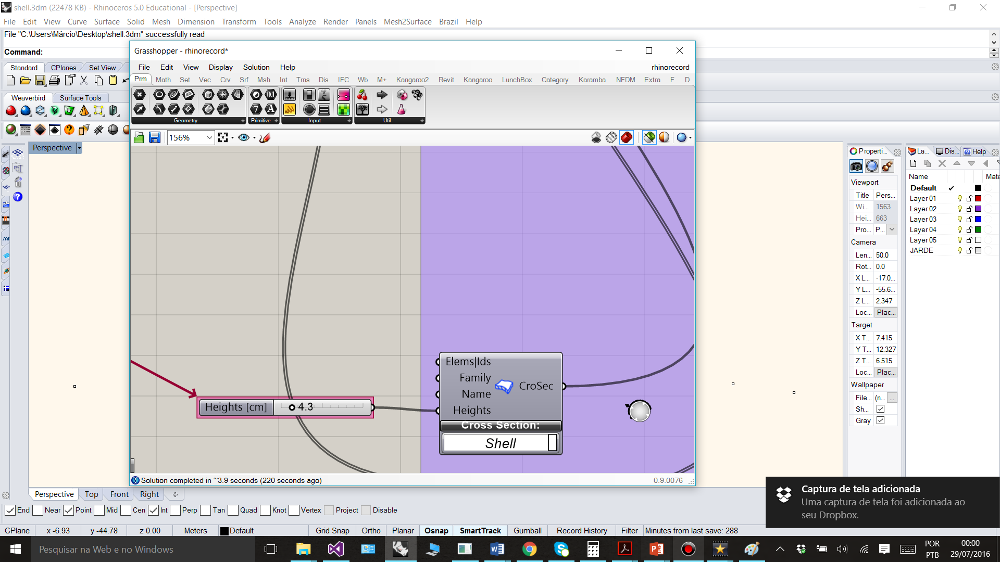 shell.3dm (22478 KB) - Rhinoceros 5.0 Educational - [Perspective]
File Edit View Curve Surface Solid Mesh Dimension Transform Tools Analyze Render Panels Mesh2Surface Brazil Help
File "C:\Users\Márcio\Desktop\shell.3dm" successfully read
Command:
Grasshopper - rhinorecord*
File Edit View Display Solution Help rhinorecord
Standard CPlanes Set View
Prm Math Set Vec Crv Srf Msh Int Trns Dis IFC Wb M+ Kangaroo2 Revit Kangaroo LunchBox Category Karamba NFDM Extra F D
Weaverbird Surface Tools
Geometry Primitive Input Util
156%
Perspective
Properti... La... Dis... Help
Name Mate
Viewport
Default
Title Pers...
Layer 01
Wi... 1563
Layer 02
Hei... 663
Layer 03
Pro... P...
Layer 04
Camera
Layer 05
Len... 50.0
JARDE
Rot... 0.0
X L... -17.0...
Y L... -55.6...
Z L... 2.347
Loc... Plac...
Target
X T... 7.415
Y T... 12.327
Z T... 6.515
Loc... Plac...
Wallpaper
File... (n... ...
Sh...
Gray
Elems|Ids
Family
Name
Heights
CroSec
Heights [cm] 4.3
Cross Section:
Shell
Solution completed in ~3.9 seconds (220 seconds ago) 0.9.0076
Perspective Top Front Right
Captura de tela adicionada
Uma captura de tela foi adicionada ao
seu Dropbox.
End Near Point Mid Cen Int Perp Tan Quad Knot Vertex Project Disable
CPlane x -6.93 y -44.78 z 0.00 Meters Default Grid Snap Ortho Planar Osnap SmartTrack Gumball Record History Filter Minutes from last save: 288
Pesquisar na Web e no Windows
POR
PTB
00:00
29/07/2016